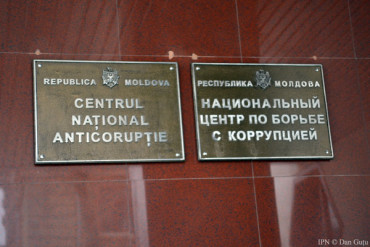 REPUBLICA MOLDOVA
CENTRUL
NAȚIONAL
ANTICORUPȚIE
РЕСПУБЛИКА МОЛДОВА
НАЦИОНАЛЬНЫЙ
ЦЕНТР ПО БОРЬБЕ
С КОРРУПЦИЕЙ
IPN © Dan Guțu